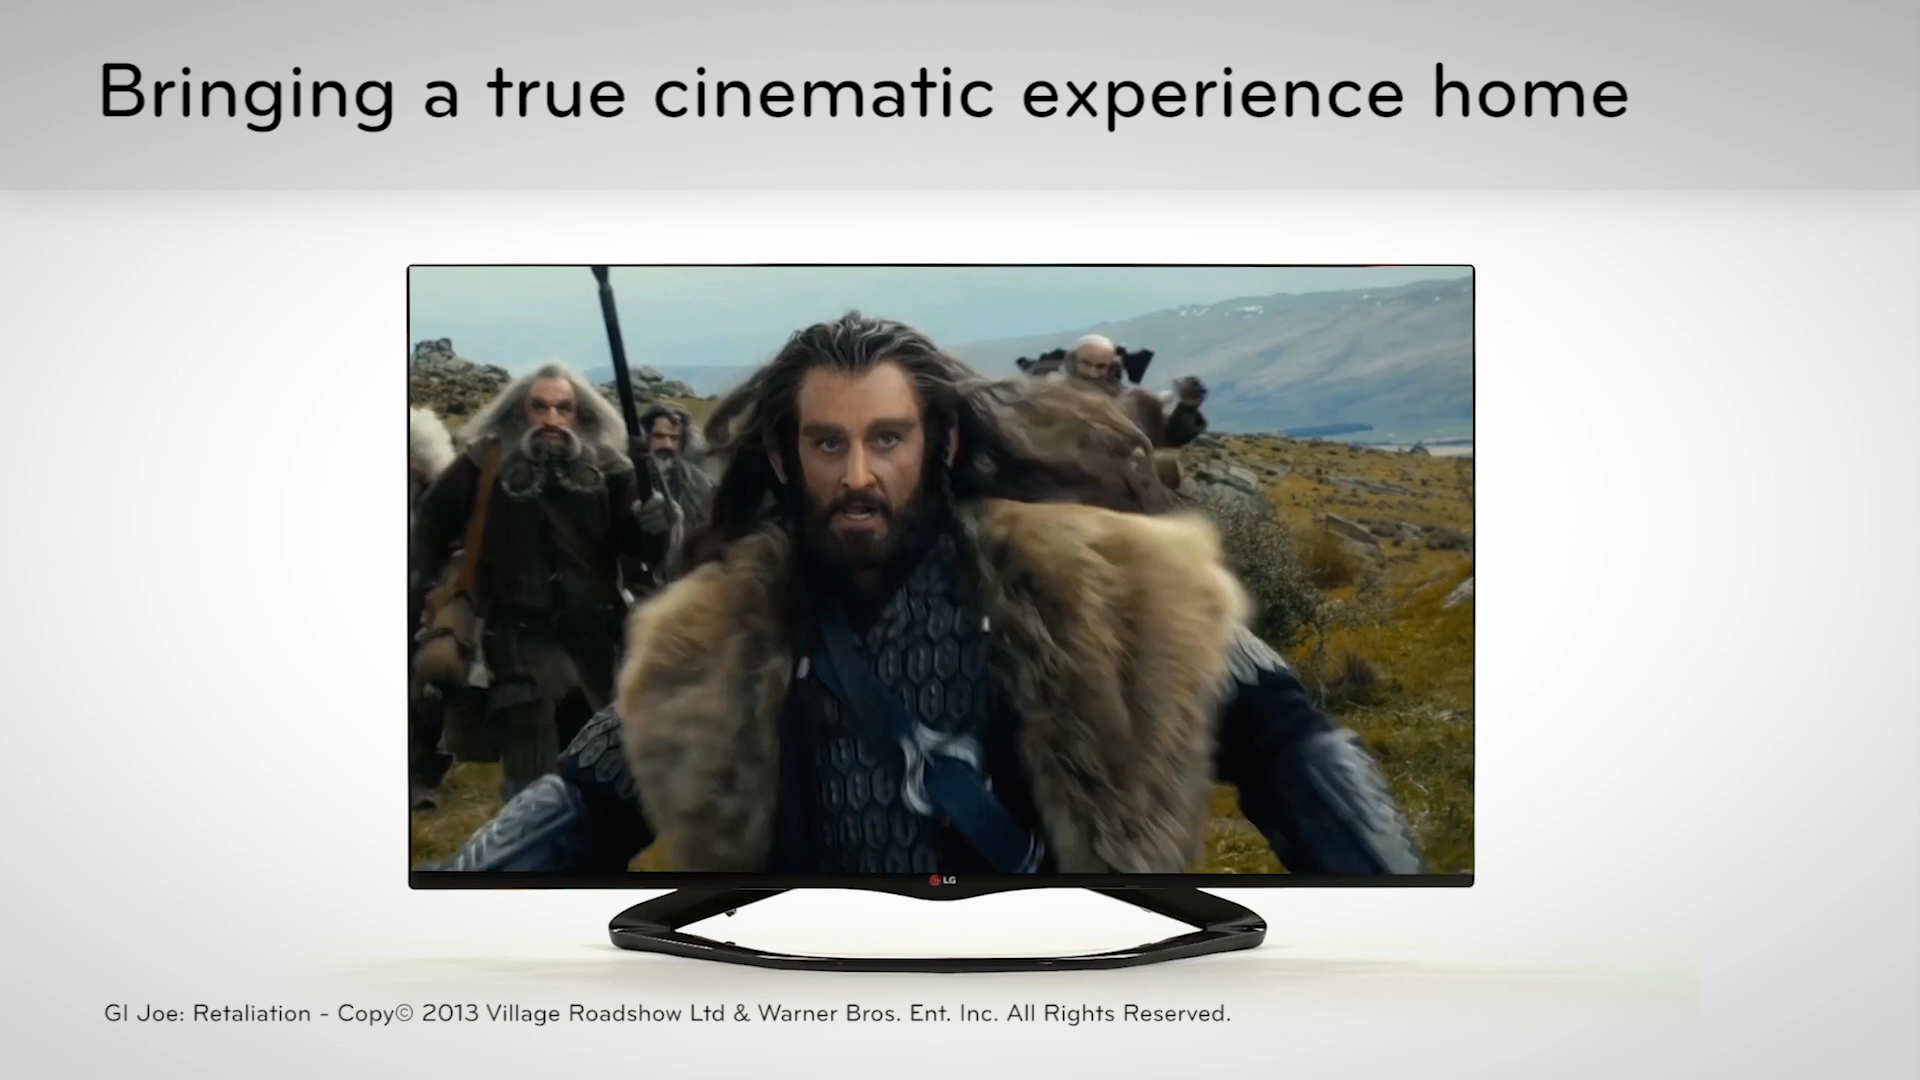 Bringing a true cinematic experience home
LG
GI Joe: Retaliation - Copy© 2013 Village Roadshow Ltd & Warner Bros. Ent. Inc. All Rights Reserved.